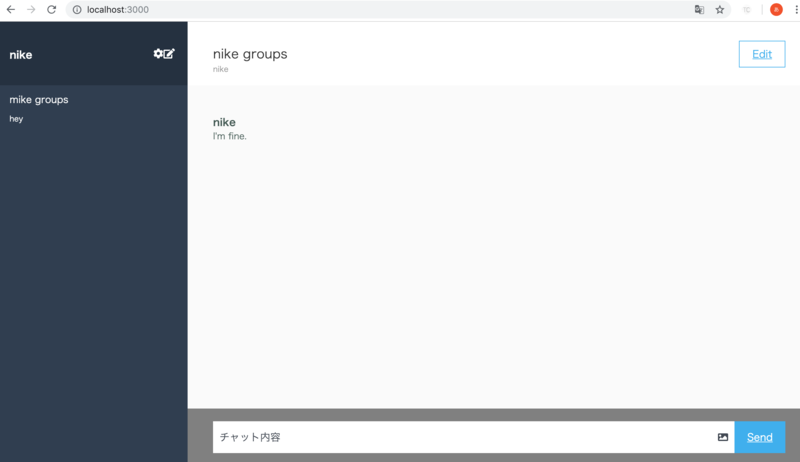 localhost:3000
nike
mike groups
hey
nike groups
nike
Edit
nike
I'm fine.
チャット内容
Send